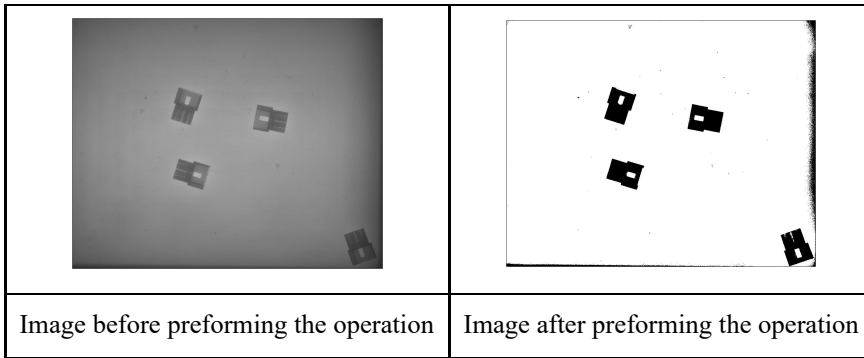 Image before preforming the operation
Image after preforming the operation